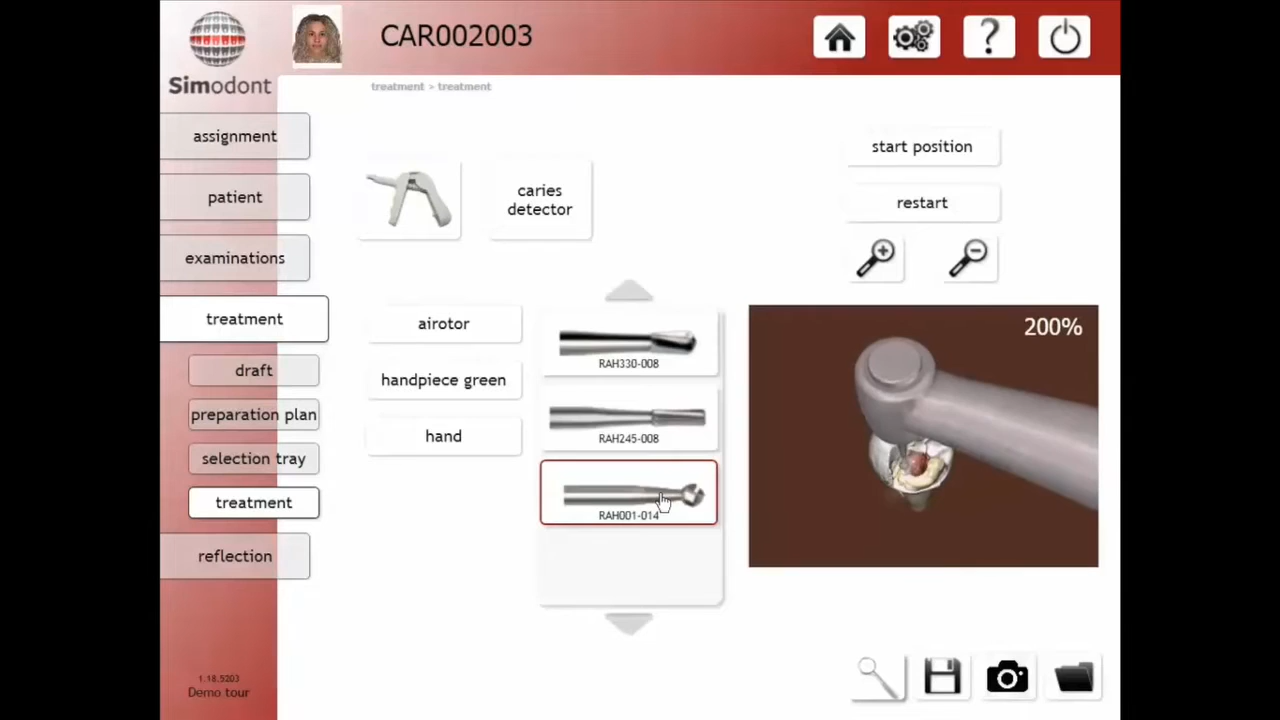 CAR002003
Simodont
treatment > treatment
assignment
patient
examinations
treatment
draft
preparation plan
selection tray
treatment
reflection
1.18.5203
Demo tour
caries
detector
start position
restart
airotor
handpiece green
hand
RAH330-008
RAH245-008
RAH001-014
200%